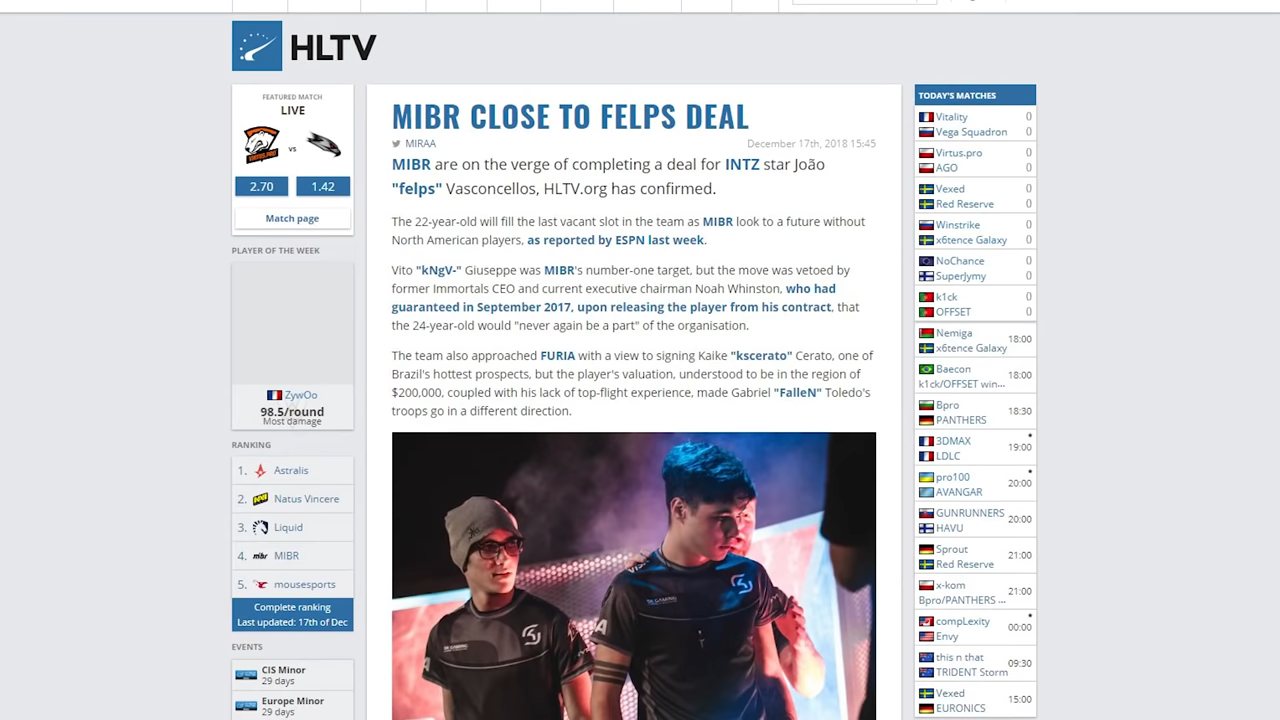 HLTV
FEATURED MATCH
LIVE
VIRTUS.PRO
vs
2.70
1.42
Match page
PLAYER OF THE WEEK
ZywOo
98.5/round
Most damage
RANKING
1. Astralis
2. Natus Vincere
3. Liquid
4. mibr MIBR
5. mousesports
Complete ranking
Last updated: 17th of Dec
EVENTS
CIS Minor
29 days
Europe Minor
29 days
MIBR CLOSE TO FELPS DEAL
MIRAA
December 17th, 2018 15:45
MIBR are on the verge of completing a deal for INTZ star João
"felps" Vasconcellos, HLTV.org has confirmed.
The 22-year-old will fill the last vacant slot in the team as MIBR look to a future without
North American players, as reported by ESPN last week.
Vito "kNgV-" Giuseppe was MIBR's number-one target, but the move was vetoed by
former Immortals CEO and current executive chairman Noah Whinston, who had
guaranteed in September 2017, upon releasing the player from his contract, that
the 24-year-old would "never again be a part" of the organisation.
The team also approached FURIA with a view to signing Kaike "kscerato" Cerato, one of
Brazil's hottest prospects, but the player's valuation, understood to be in the region of
$200,000, coupled with his lack of top-flight experience, made Gabriel "FalleN" Toledo's
troops go in a different direction.
TODAY'S MATCHES
Vitality 0
Vega Squadron 0
Virtus.pro 0
AGO 0
Vexed 0
Red Reserve 0
Winstrike 0
x6tence Galaxy 0
NoChance 0
SuperJymy 0
k1ck 0
OFFSET 0
Nemiga
x6tence Galaxy 18:00
Baecon
k1ck/OFFSET win... 18:00
Bpro
PANTHERS 18:30
3DMAX
LDLC 19:00
pro100
AVANGAR 20:00
GUNRUNNERS
HAVU 20:00
Sprout
Red Reserve 21:00
x-kom
Bpro/PANTHERS ... 21:00
compLexity
Envy 00:00
this n that
TRIDENT Storm 09:30
Vexed
EURONICS 15:00